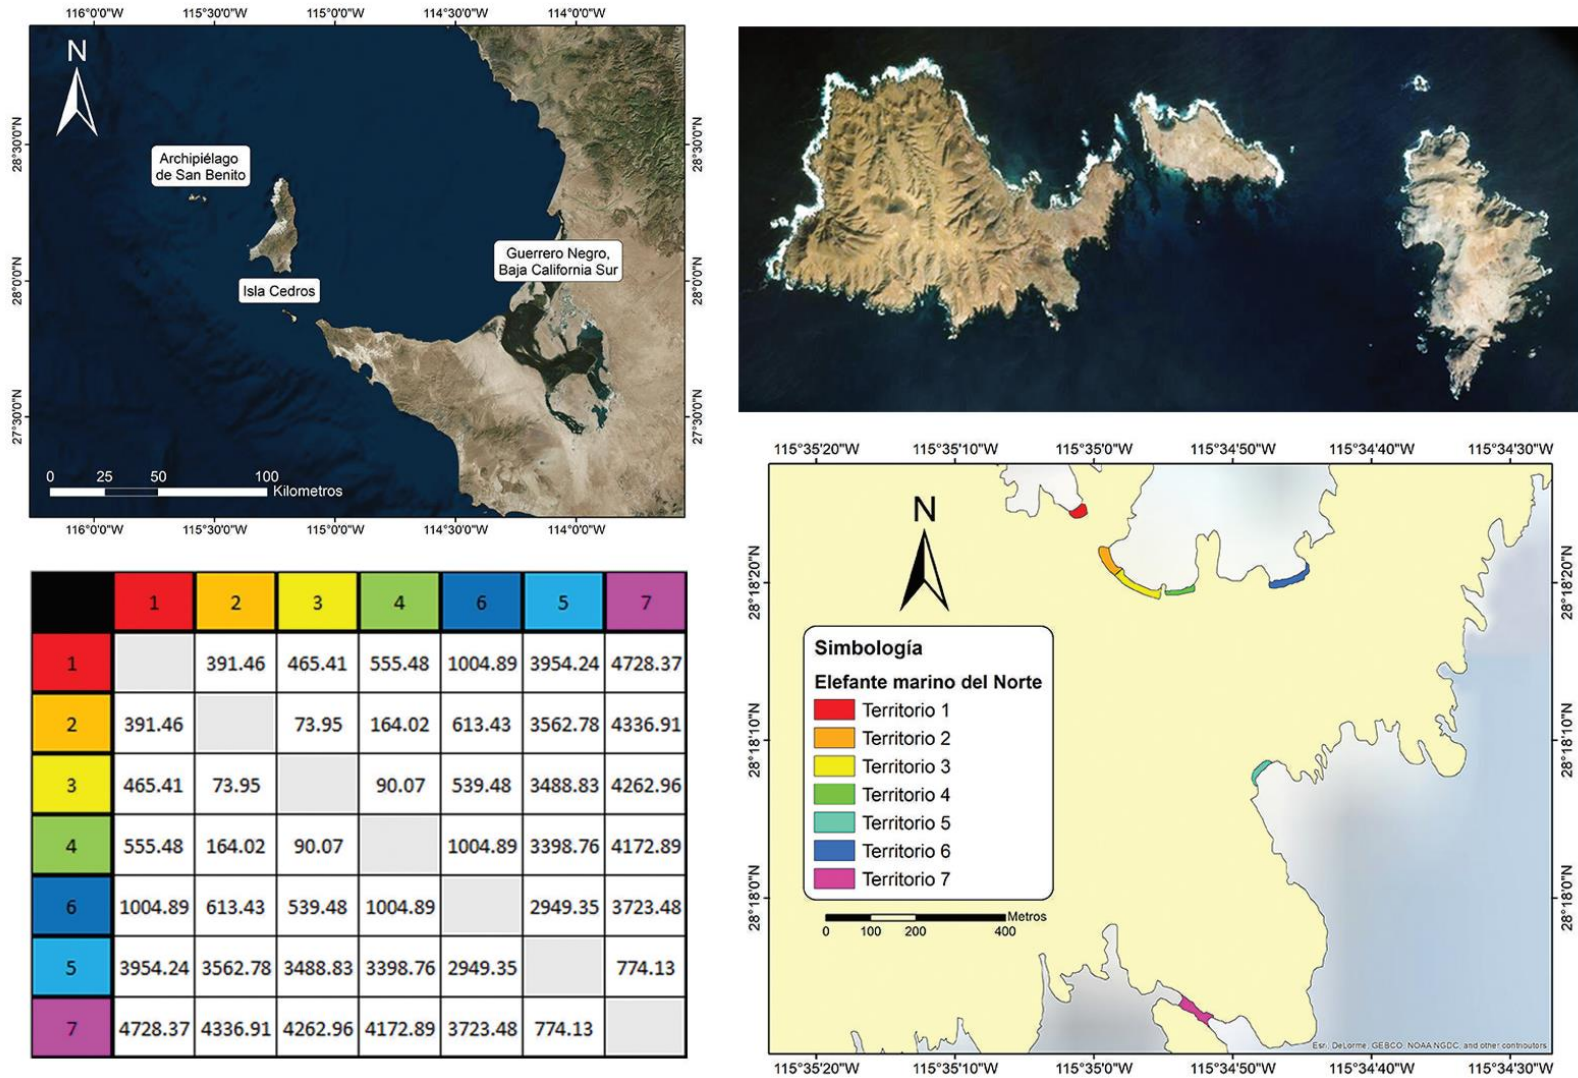 116°0'0"W 115°30'0"W 115°0'0"W 114°30'0"W 114°0'0"W
N
28°30'0"N
28°0'0"N
27°30'0"N
28°30'0"N
28°0'0"N
27°30'0"N
Archipiélago
de San Benito
Isla Cedros
Guerrero Negro,
Baja California Sur
0 25 50 100
Kilometros
116°0'0"W 115°30'0"W 115°0'0"W 114°30'0"W 114°0'0"W
1 2 3 4 6 5 7
1 391.46 465.41 555.48 1004.89 3954.24 4728.37
2 391.46 73.95 164.02 613.43 3562.78 4336.91
3 465.41 73.95 90.07 539.48 3488.83 4262.96
4 555.48 164.02 90.07 1004.89 3398.76 4172.89
6 1004.89 613.43 539.48 1004.89 2949.35 3723.48
5 3954.24 3562.78 3488.83 3398.76 2949.35 774.13
7 4728.37 4336.91 4262.96 4172.89 3723.48 774.13
115°35'20"W 115°35'10"W 115°35'0"W 115°34'50"W 115°34'40"W 115°34'30"W
N
28°18'20"N
28°18'10"N
28°18'0"N
28°18'20"N
28°18'10"N
28°18'0"N
Simbología
Elefante marino del Norte
Territorio 1
Territorio 2
Territorio 3
Territorio 4
Territorio 5
Territorio 6
Territorio 7
Metros
0 100 200 400
Esri, DeLorme, GEBCO, NOAA NGDC, and other contributors
115°35'20"W 115°35'10"W 115°35'0"W 115°34'50"W 115°34'40"W 115°34'30"W